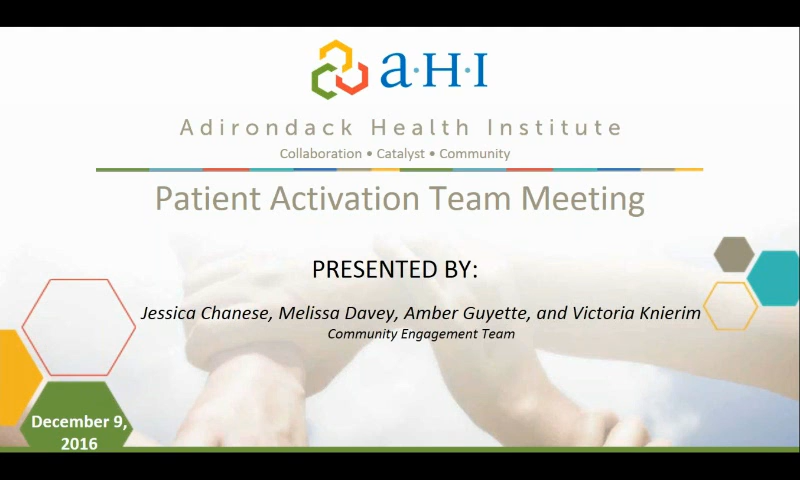 a·H·I
Adirondack Health Institute
Collaboration • Catalyst • Community
Patient Activation Team Meeting
PRESENTED BY:
Jessica Chanese, Melissa Davey, Amber Guyette, and Victoria Knierim
Community Engagement Team
December 9,
2016